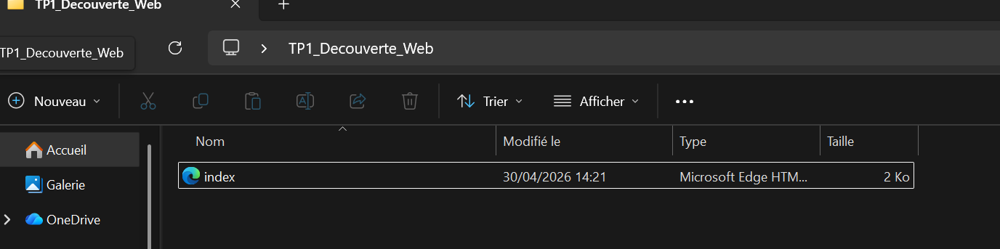 TP1_Decouverte_Web
TP1_Decouverte_Web
TP1_Decouverte_Web
Nouveau
Trier
Afficher
Nom
Modifié le
Type
Taille
Accueil
index
30/04/2026 14:21
Microsoft Edge HTM...
2 Ko
Galerie
OneDrive